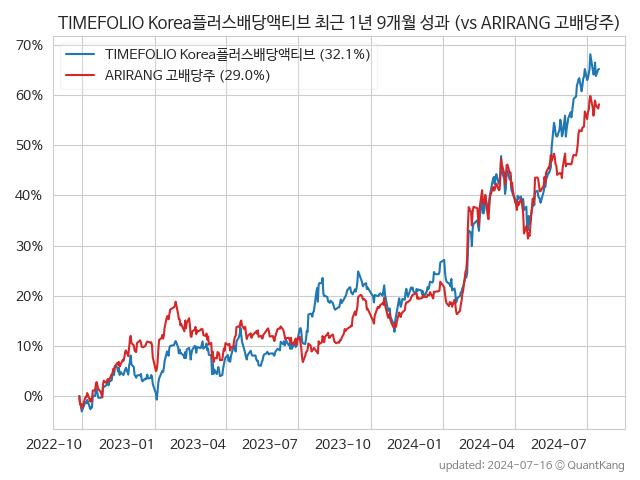 TIMEFOLIO Korea플러스배당액티브 최근 1년 9개월 성과 (vs ARIRANG 고배당주)
TIMEFOLIO Korea플러스배당액티브 (32.1%)
ARIRANG 고배당주 (29.0%)
70%
60%
50%
40%
30%
20%
10%
0%
2022-10 2023-01 2023-04 2023-07 2023-10 2024-01 2024-04 2024-07
updated: 2024-07-16 © QuantKang